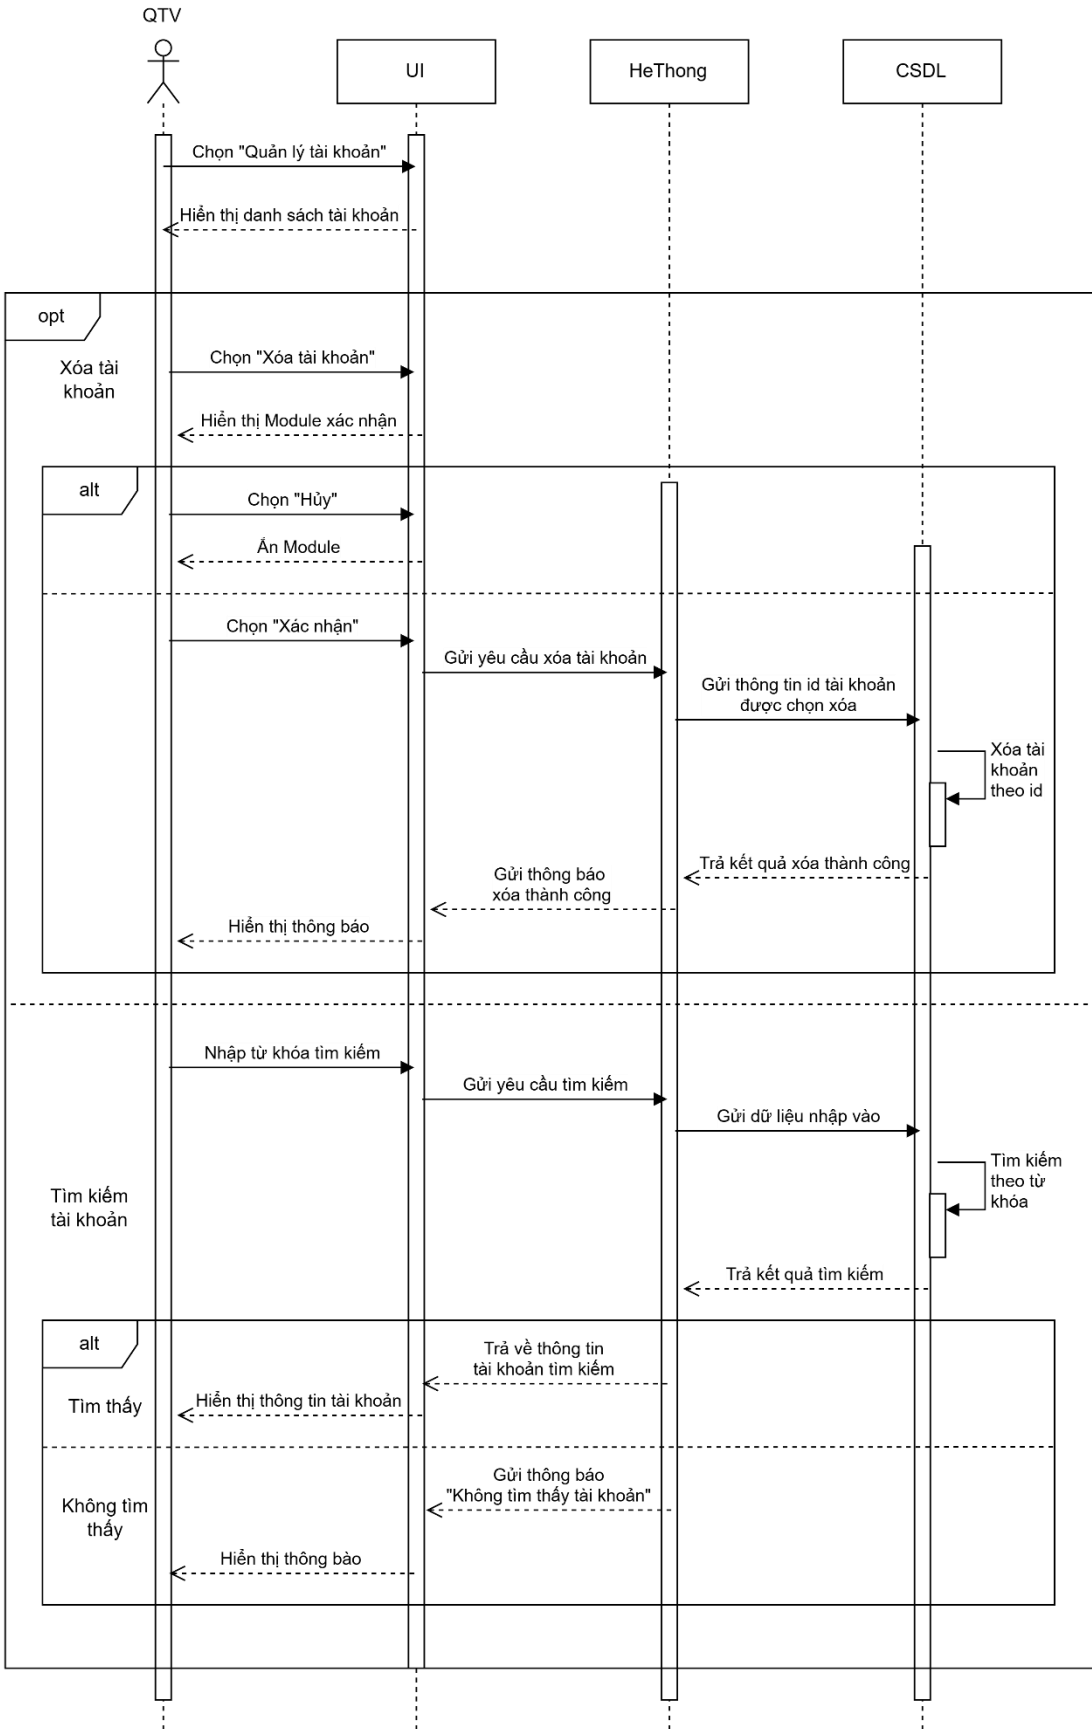 QTV
UI
HeThong
CSDL
Chọn "Quản lý tài khoản"
Hiển thị danh sách tài khoản
opt
Xóa tài
khoản
Chọn "Xóa tài khoản"
Hiển thị Module xác nhận
alt
Chọn "Hủy"
Ẩn Module
Chọn "Xác nhận"
Gửi yêu cầu xóa tài khoản
Gửi thông tin id tài khoản
được chọn xóa
Xóa tài
khoản
theo id
Trả kết quả xóa thành công
Gửi thông báo
xóa thành công
Hiển thị thông báo
Nhập từ khóa tìm kiếm
Gửi yêu cầu tìm kiếm
Gửi dữ liệu nhập vào
Tìm kiếm
theo từ
khóa
Tìm kiếm
tài khoản
Trả kết quả tìm kiếm
alt
Trả về thông tin
tài khoản tìm kiếm
Tìm thấy
Hiển thị thông tin tài khoản
Gửi thông báo
"Không tìm thấy tài khoản"
Không tìm
thấy
Hiển thị thông bào